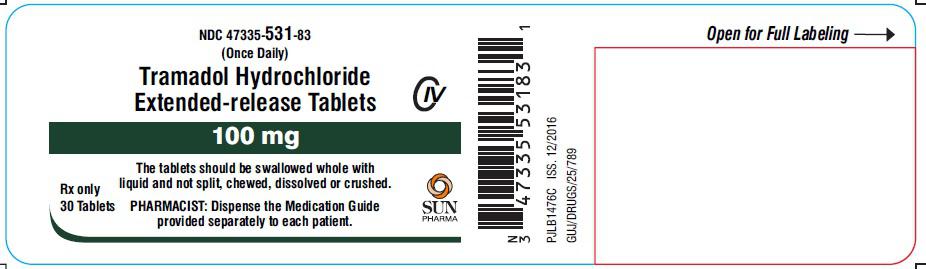 NDC 47335-531-83
(Once Daily)
Tramadol Hydrochloride
Extended-release Tablets
CIV
100 mg
The tablets should be swallowed whole with
liquid and not split, chewed, dissolved or crushed.
Rx only
30 Tablets
PHARMACIST: Dispense the Medication Guide
provided separately to each patient.
SUN
PHARMA
N
3 47335 53183 1
PJLB1476C ISS. 12/2016
GUJ/DRUGS/25/789
Open for Full Labeling